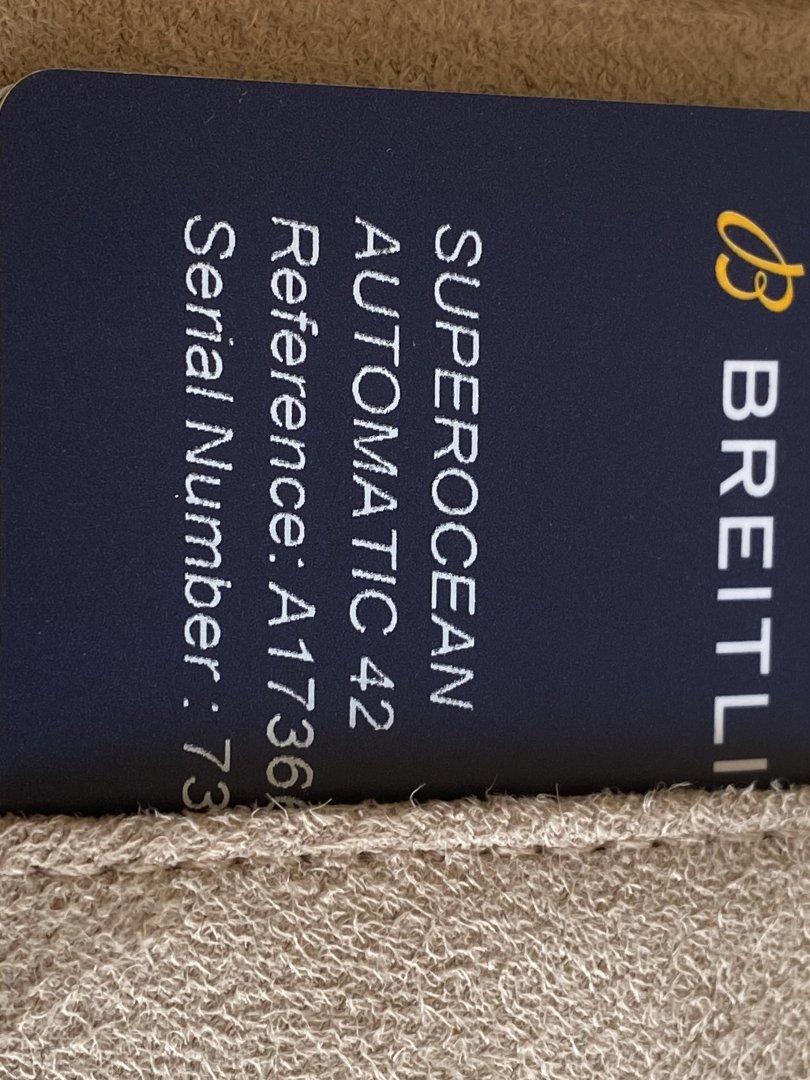 BREITLI
SUPEROCEAN
AUTOMATIC 42
Reference: A1736
Serial Number : 73